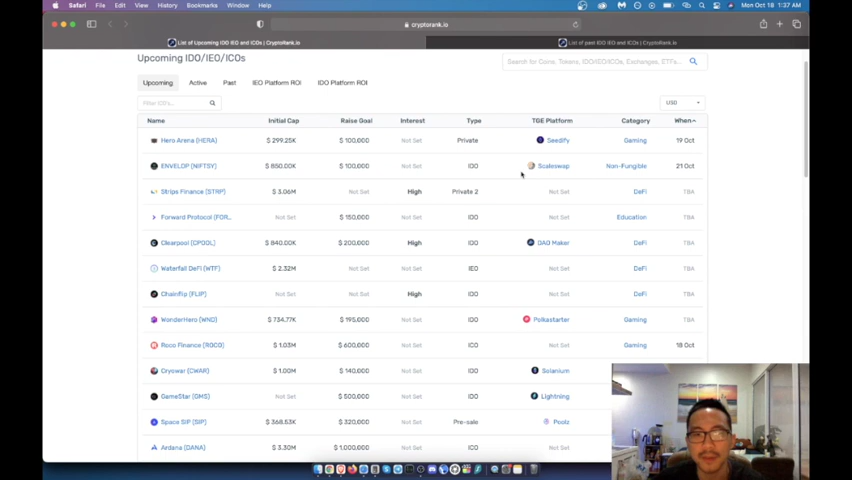 Safari File Edit View History Bookmarks Window Help Mon Oct 18 1:37 AM
cryptorank.io
List of Upcoming IDO IEO and ICOs | CryptoRank.io List of past IDO IEO and ICOs | CryptoRank.io
Upcoming IDO/IEO/ICOs
Search for Coins, Tokens, IDO/IEO/ICOs, Exchanges, ETFs...
Upcoming Active Past IEO Platform ROI IDO Platform ROI
Filter ICO's... USD
Name Initial Cap Raise Goal Interest Type TGE Platform Category When
Hero Arena (HERA) $ 299.25K $ 100,000 Not Set Private Seedify Gaming 19 Oct
ENVELOP (NIFTSY) $ 850.00K $ 100,000 Not Set IDO Scaleswap Non-Fungible 21 Oct
Strips Finance (STRP) $ 3.06M Not Set High Private 2 Not Set DeFi TBA
Forward Protocol (FOR... Not Set $ 150,000 Not Set IDO Not Set Education TBA
Clearpool (CPOOL) $ 840.00K $ 200,000 High IDO DAO Maker DeFi TBA
Waterfall DeFi (WTF) $ 2.32M Not Set Not Set IEO Not Set DeFi TBA
Chainflip (FLIP) Not Set Not Set High IDO Not Set DeFi TBA
WonderHero (WND) $ 734.77K $ 195,000 Not Set IDO Polkastarter Gaming TBA
Roco Finance (ROCO) $ 1.03M $ 600,000 Not Set ICO Not Set Gaming 18 Oct
Cryowar (CWAR) $ 1.00M $ 140,000 Not Set IDO Solanium
GameStar (GMS) Not Set $ 500,000 Not Set IDO Lightning
Space SIP (SIP) $ 368.53K $ 320,000 Not Set Pre-sale Poolz
Ardana (DANA) $ 3.30M $ 1,000,000 Not Set ICO Not Set